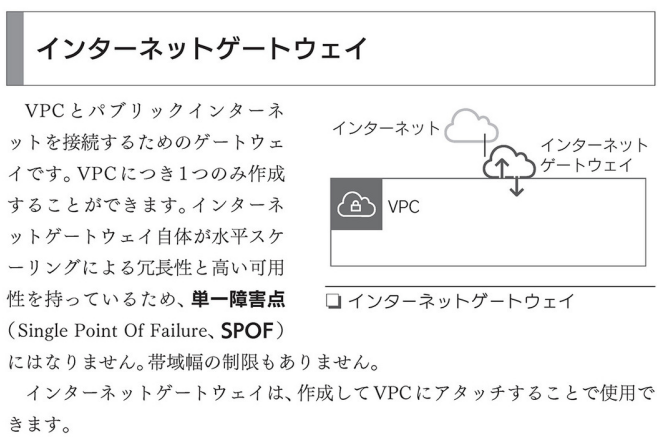 インターネットゲートウェイ
VPCとパブリックインターネ
ットを接続するためのゲートウェ
イです。VPCにつき1つのみ作成
することができます。インターネ
ットゲートウェイ自体が水平スケ
ーリングによる冗長性と高い可用
性を持っているため、単一障害点
（Single Point Of Failure、SPOF）
にはなりません。帯域幅の制限もありません。
インターネットゲートウェイは、作成してVPCにアタッチすることで使用で
きます。
インターネット
インターネット
ゲートウェイ
VPC
❏ インターネットゲートウェイ